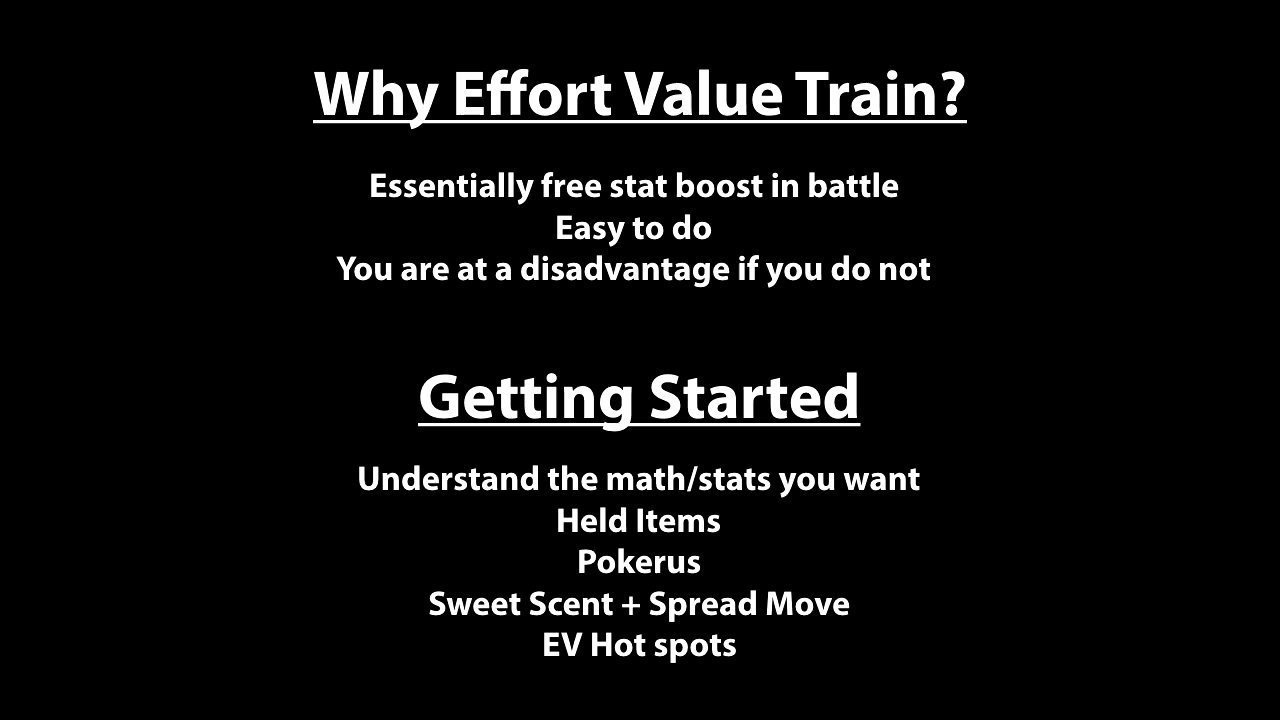 Why Effort Value Train?
Essentially free stat boost in battle
Easy to do
You are at a disadvantage if you do not
Getting Started
Understand the math/stats you want
Held Items
Pokerus
Sweet Scent + Spread Move
EV Hot spots